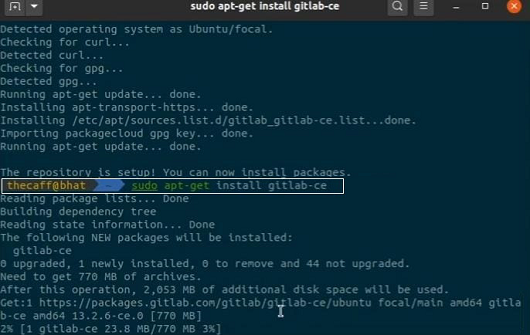 sudo apt-get install gitlab-ce
Detected operating system as Ubuntu/focal.
Checking for curl...
Detected curl...
Checking for gpg...
Detected gpg...
Running apt-get update... done.
Installing apt-transport-https... done.
Installing /etc/apt/sources.list.d/gitlab_gitlab-ce.list...done.
Importing packagecloud gpg key... done.
Running apt-get update... done.
The repository is setup! You can now install packages.
thecaff@bhat ~ sudo apt-get install gitlab-ce
Reading package lists... Done
Building dependency tree
Reading state information... Done
The following NEW packages will be installed:
gitlab-ce
0 upgraded, 1 newly installed, 0 to remove and 44 not upgraded.
Need to get 770 MB of archives.
After this operation, 2,053 MB of additional disk space will be used.
Get:1 https://packages.gitlab.com/gitlab/gitlab-ce/ubuntu focal/main amd64 gitla
b-ce amd64 13.2.6-ce.0 [770 MB]
2% [1 gitlab-ce 23.8 MB/770 MB 3%]